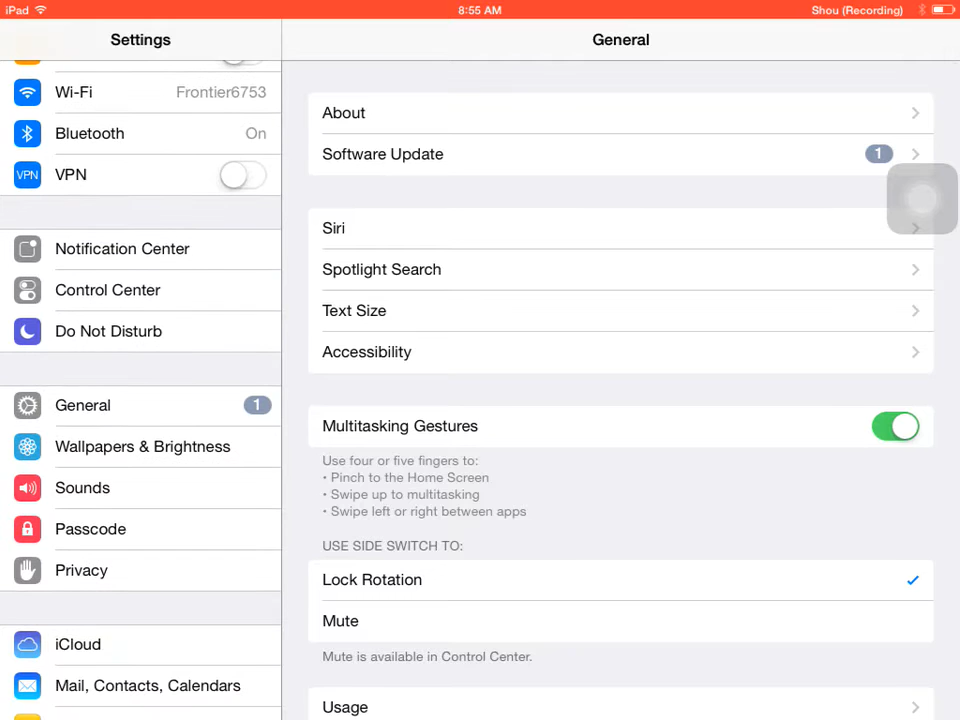 iPad 8:55 AM Shou (Recording)
Settings
General
Wi-Fi Frontier6753
Bluetooth On
VPN VPN
Notification Center
Control Center
Do Not Disturb
General 1
Wallpapers & Brightness
Sounds
Passcode
Privacy
iCloud
Mail, Contacts, Calendars
About
Software Update 1
Siri
Spotlight Search
Text Size
Accessibility
Multitasking Gestures
Use four or five fingers to:
• Pinch to the Home Screen
• Swipe up to multitasking
• Swipe left or right between apps
USE SIDE SWITCH TO:
Lock Rotation
Mute
Mute is available in Control Center.
Usage